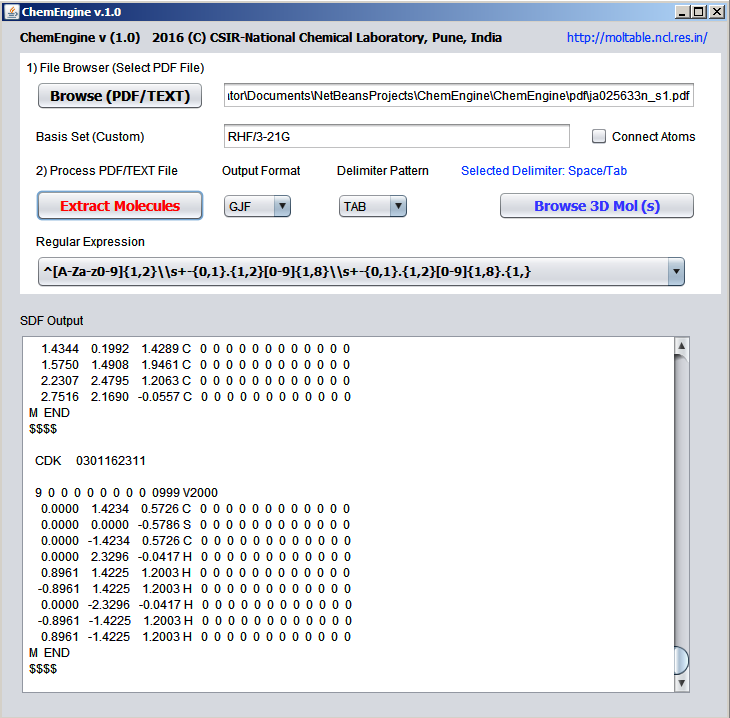 ChemEngine v.1.0
ChemEngine v (1.0) 2016 (C) CSIR-National Chemical Laboratory, Pune, India http://moltable.ncl.res.in/
1) File Browser (Select PDF File)
Browse (PDF/TEXT) ıtor\Documents\NetBeansProjects\ChemEngine\ChemEngine\pdf\ja025633n_s1.pdf
Basis Set (Custom) RHF/3-21G Connect Atoms
2) Process PDF/TEXT File Output Format Delimiter Pattern Selected Delimiter: Space/Tab
Extract Molecules GJF TAB Browse 3D Mol (s)
Regular Expression
^[A-Za-z0-9]{1,2}\\s+-{0,1}.{1,2}[0-9]{1,8}\\s+-{0,1}.{1,2}[0-9]{1,8}.{1,}
SDF Output
1.4344 0.1992 1.4289 C 0 0 0 0 0 0 0 0 0 0 0 0
1.5750 1.4908 1.9461 C 0 0 0 0 0 0 0 0 0 0 0 0
2.2307 2.4795 1.2063 C 0 0 0 0 0 0 0 0 0 0 0 0
2.7516 2.1690 -0.0557 C 0 0 0 0 0 0 0 0 0 0 0 0
M END
$$$$
CDK 0301162311
9 0 0 0 0 0 0 0 0 0999 V2000
0.0000 1.4234 0.5726 C 0 0 0 0 0 0 0 0 0 0 0 0
0.0000 0.0000 -0.5786 S 0 0 0 0 0 0 0 0 0 0 0 0
0.0000 -1.4234 0.5726 C 0 0 0 0 0 0 0 0 0 0 0 0
0.0000 2.3296 -0.0417 H 0 0 0 0 0 0 0 0 0 0 0 0
0.8961 1.4225 1.2003 H 0 0 0 0 0 0 0 0 0 0 0 0
-0.8961 1.4225 1.2003 H 0 0 0 0 0 0 0 0 0 0 0 0
0.0000 -2.3296 -0.0417 H 0 0 0 0 0 0 0 0 0 0 0 0
-0.8961 -1.4225 1.2003 H 0 0 0 0 0 0 0 0 0 0 0 0
0.8961 -1.4225 1.2003 H 0 0 0 0 0 0 0 0 0 0 0 0
M END
$$$$